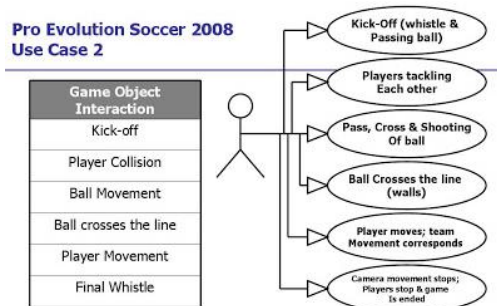 Pro Evolution Soccer 2008
Use Case 2
Game Object
Interaction
Kick-off
Player Collision
Ball Movement
Ball crosses the line
Player Movement
Final Whistle
Kick-Off (whistle &
Passing ball)
Players tackling
Each other
Pass, Cross & Shooting
Of ball
Ball Crosses the line
(walls)
Player moves; team
Movement corresponds
Camera movement stops;
Players stop & game
Is ended